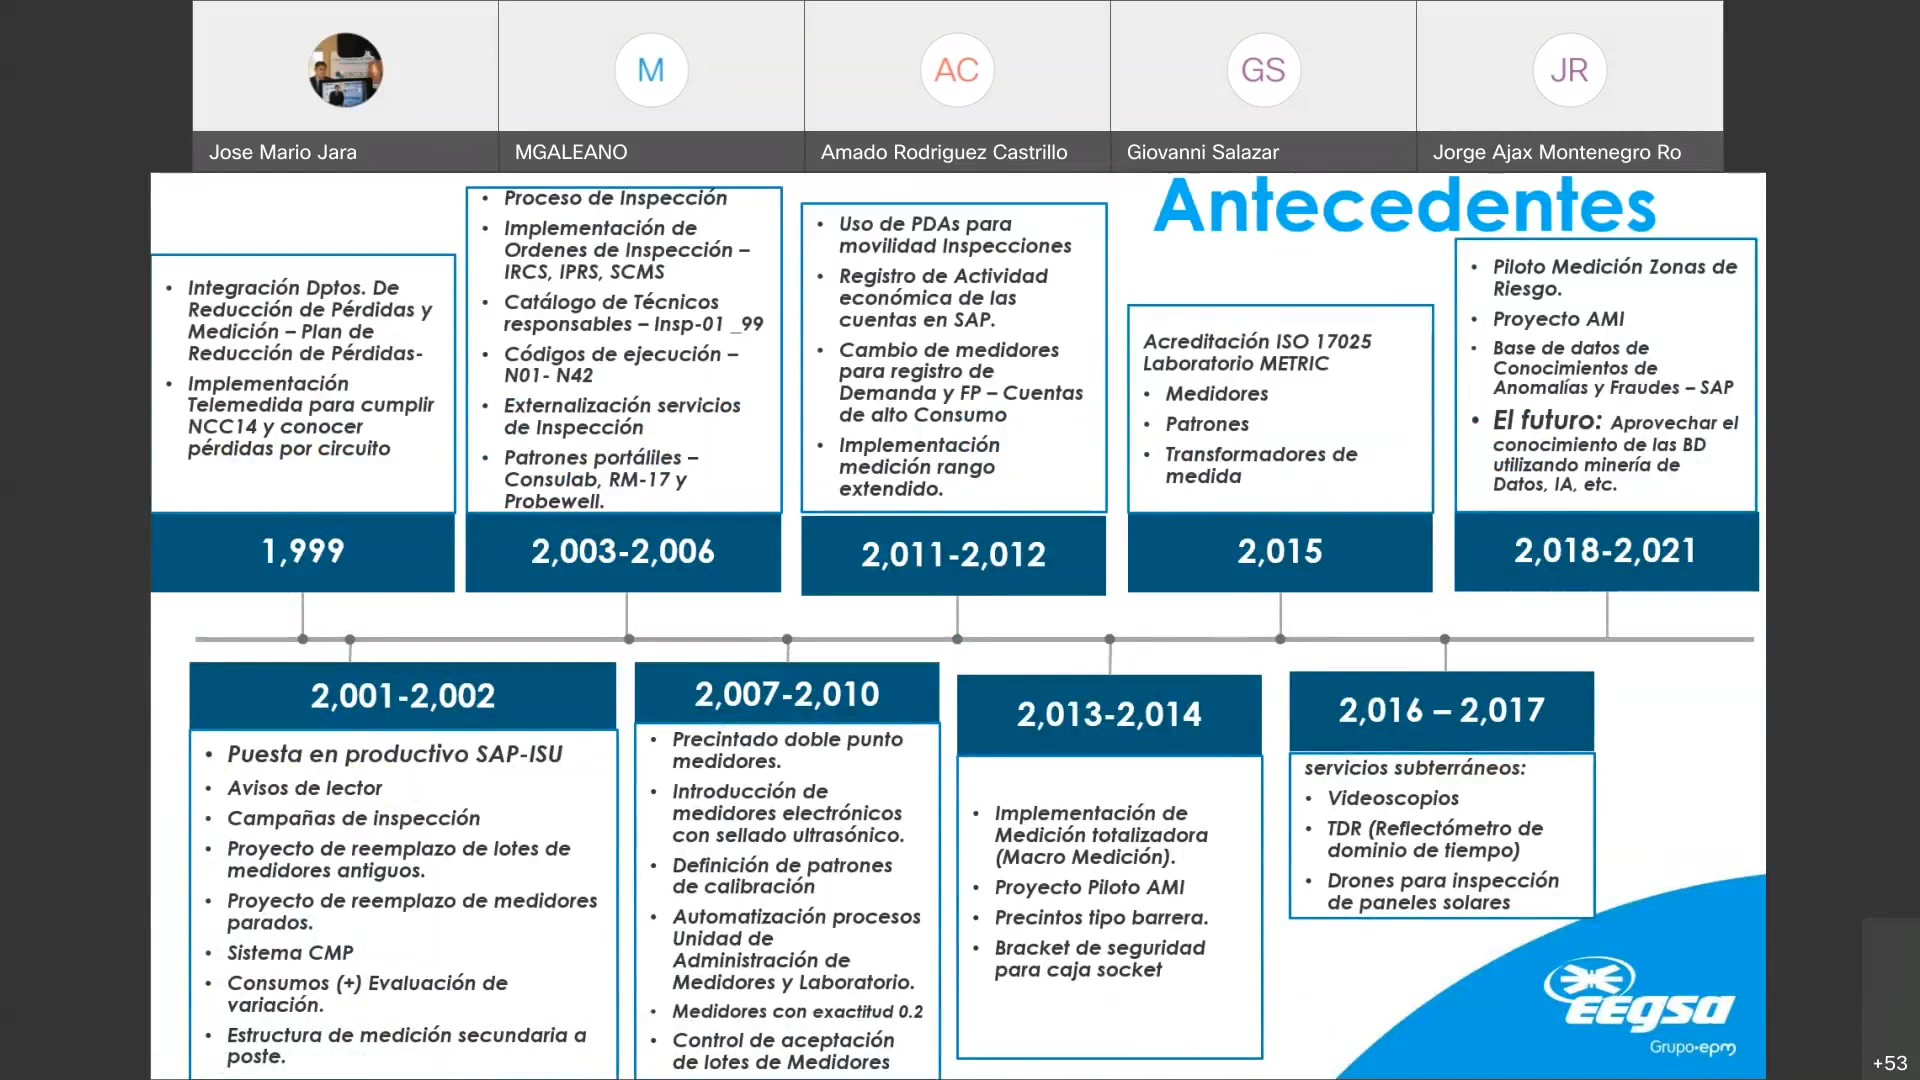 M
AC
GS
JR
Jose Mario Jara
MGALEANO
Amado Rodriguez Castrillo
Giovanni Salazar
Jorge Ajax Montenegro Ro
Antecedentes
• Integración Dptos. De
Reducción de Pérdidas y
Medición – Plan de
Reducción de Pérdidas-
• Implementación
Telemedida para cumplir
NCC14 y conocer
pérdidas por circuito
1,999
• Proceso de Inspección
• Implementación de
Ordenes de Inspección –
IRCS, IPRS, SCMS
• Catálogo de Técnicos
responsables – Insp-01 _99
• Códigos de ejecución –
N01- N42
• Externalización servicios
de Inspección
• Patrones portáliles –
Consulab, RM-17 y
Probewell.
2,003-2,006
• Uso de PDAs para
movilidad Inspecciones
• Registro de Actividad
económica de las
cuentas en SAP.
• Cambio de medidores
para registro de
Demanda y FP – Cuentas
de alto Consumo
• Implementación
medición rango
extendido.
2,011-2,012
Acreditación ISO 17025
Laboratorio METRIC
• Medidores
• Patrones
• Transformadores de
medida
2,015
• Piloto Medición Zonas de
Riesgo.
• Proyecto AMI
• Base de datos de
Conocimientos de
Anomalías y Fraudes – SAP
• El futuro: Aprovechar el
conocimiento de las BD
utilizando minería de
Datos, IA, etc.
2,018-2,021
2,001-2,002
• Puesta en productivo SAP-ISU
• Avisos de lector
• Campañas de inspección
• Proyecto de reemplazo de lotes de
medidores antiguos.
• Proyecto de reemplazo de medidores
parados.
• Sistema CMP
• Consumos (+) Evaluación de
variación.
• Estructura de medición secundaria a
poste.
2,007-2,010
• Precintado doble punto
medidores.
• Introducción de
medidores electrónicos
con sellado ultrasónico.
• Definición de patrones
de calibración
• Automatización procesos
Unidad de
Administración de
Medidores y Laboratorio.
• Medidores con exactitud 0.2
• Control de aceptación
de lotes de Medidores
2,013-2,014
• Implementación de
Medición totalizadora
(Macro Medición).
• Proyecto Piloto AMI
• Precintos tipo barrera.
• Bracket de seguridad
para caja socket
2,016 – 2,017
servicios subterráneos:
• Videoscopios
• TDR (Reflectómetro de
dominio de tiempo)
• Drones para inspección
de paneles solares
eegsa
Grupo•epm
+53